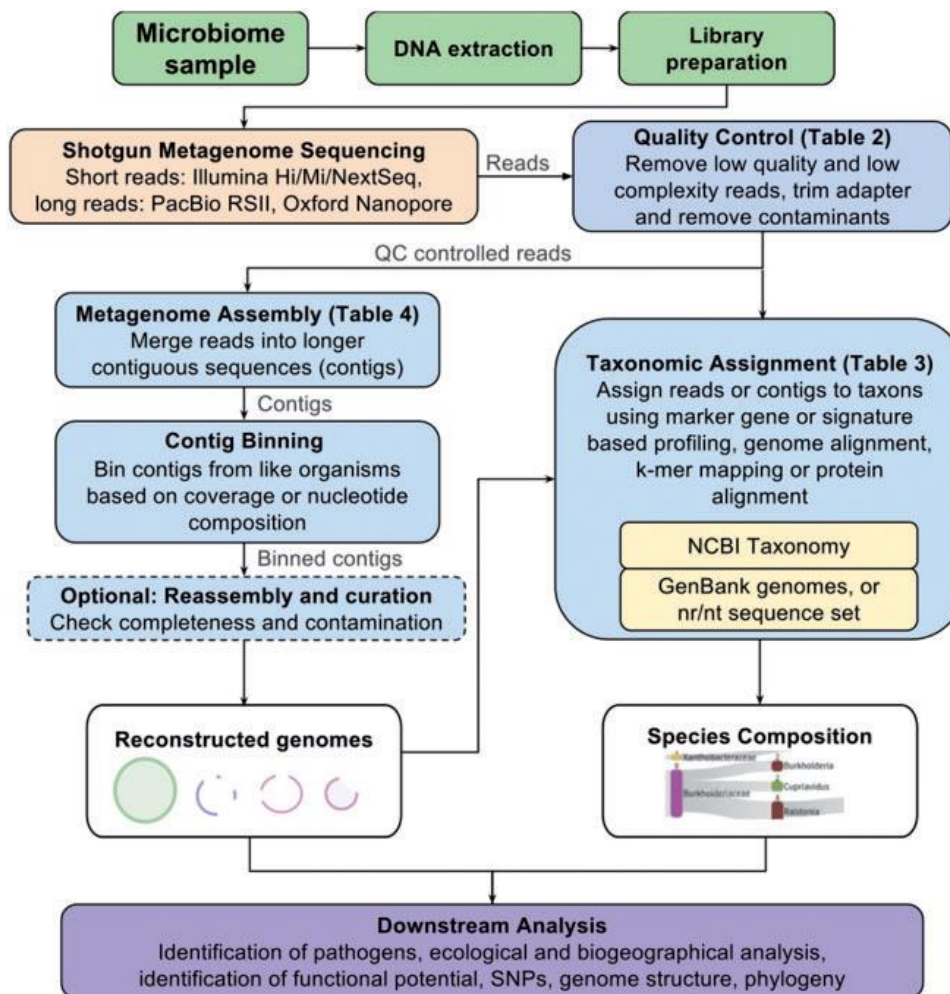 Microbiome
sample
DNA extraction
Library
preparation
Shotgun Metagenome Sequencing
Short reads: Illumina Hi/Mi/NextSeq,
long reads: PacBio RSII, Oxford Nanopore
Reads
Quality Control (Table 2)
Remove low quality and low
complexity reads, trim adapter
and remove contaminants
QC controlled reads
Metagenome Assembly (Table 4)
Merge reads into longer
contiguous sequences (contigs)
Contigs
Contig Binning
Bin contigs from like organisms
based on coverage or nucleotide
composition
Binned contigs
Optional: Reassembly and curation
Check completeness and contamination
Taxonomic Assignment (Table 3)
Assign reads or contigs to taxons
using marker gene or signature
based profiling, genome alignment,
k-mer mapping or protein
alignment
NCBI Taxonomy
GenBank genomes, or
nr/nt sequence set
Reconstructed genomes
Species Composition
Xanthobacteraceae
Burkholderia
Burkholderiaceae
Cupriavidus
Ralstonia
Downstream Analysis
Identification of pathogens, ecological and biogeographical analysis,
identification of functional potential, SNPs, genome structure, phylogeny